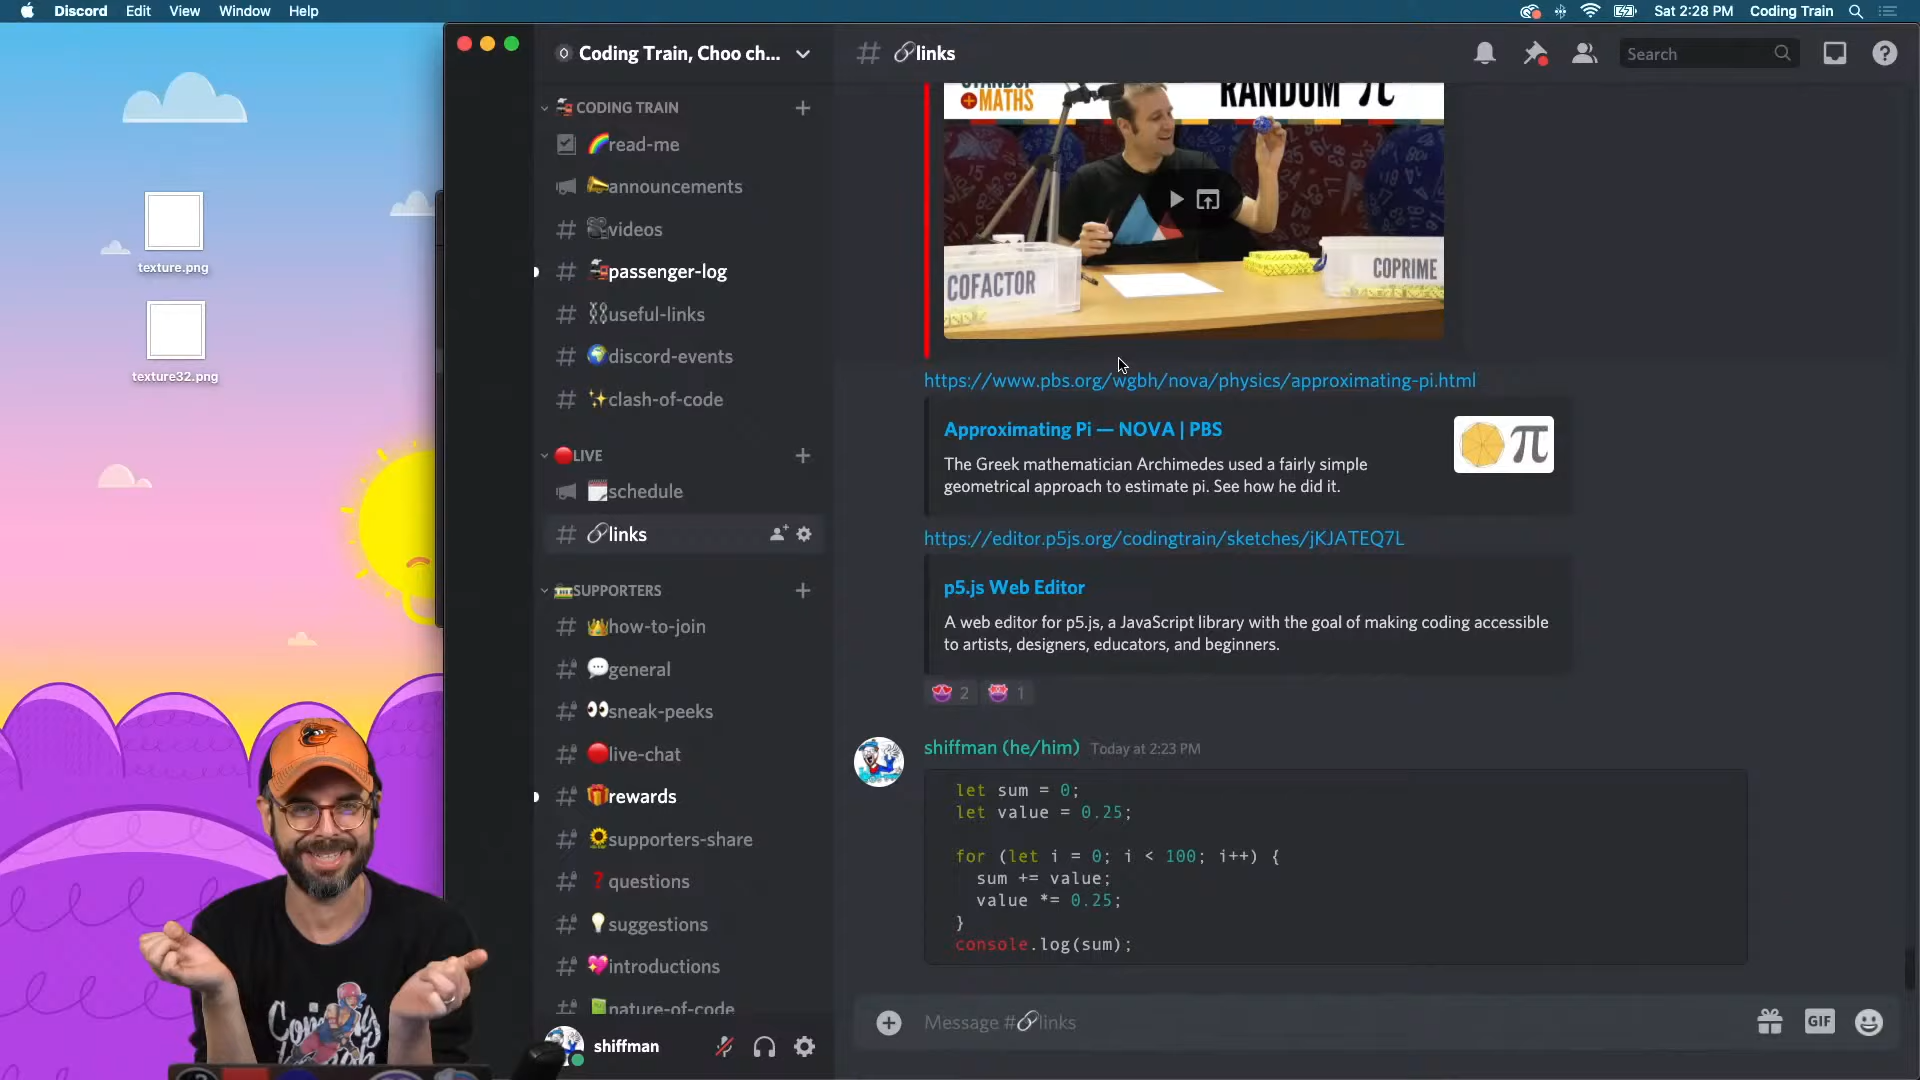 Discord Edit View Window Help
Sat 2:28 PM Coding Train
texture.png
texture32.png
Coding Train, Choo ch...
CODING TRAIN
read-me
announcements
videos
passenger-log
useful-links
discord-events
clash-of-code
LIVE
schedule
links
SUPPORTERS
how-to-join
general
sneak-peeks
live-chat
rewards
supporters-share
questions
suggestions
introductions
nature-of-code
shiffman
# links
Search
STANDUP
+MATHS
RANDOM π
COFACTOR
COPRIME
https://www.pbs.org/wgbh/nova/physics/approximating-pi.html
Approximating Pi — NOVA | PBS
The Greek mathematician Archimedes used a fairly simple
geometrical approach to estimate pi. See how he did it.
π
https://editor.p5js.org/codingtrain/sketches/jKJATEQ7L
p5.js Web Editor
A web editor for p5.js, a JavaScript library with the goal of making coding accessible
to artists, designers, educators, and beginners.
2 1
shiffman (he/him) Today at 2:23 PM
let sum = 0;
let value = 0.25;
for (let i = 0; i < 100; i++) {
sum += value;
value *= 0.25;
}
console.log(sum);
Message #links
GIF